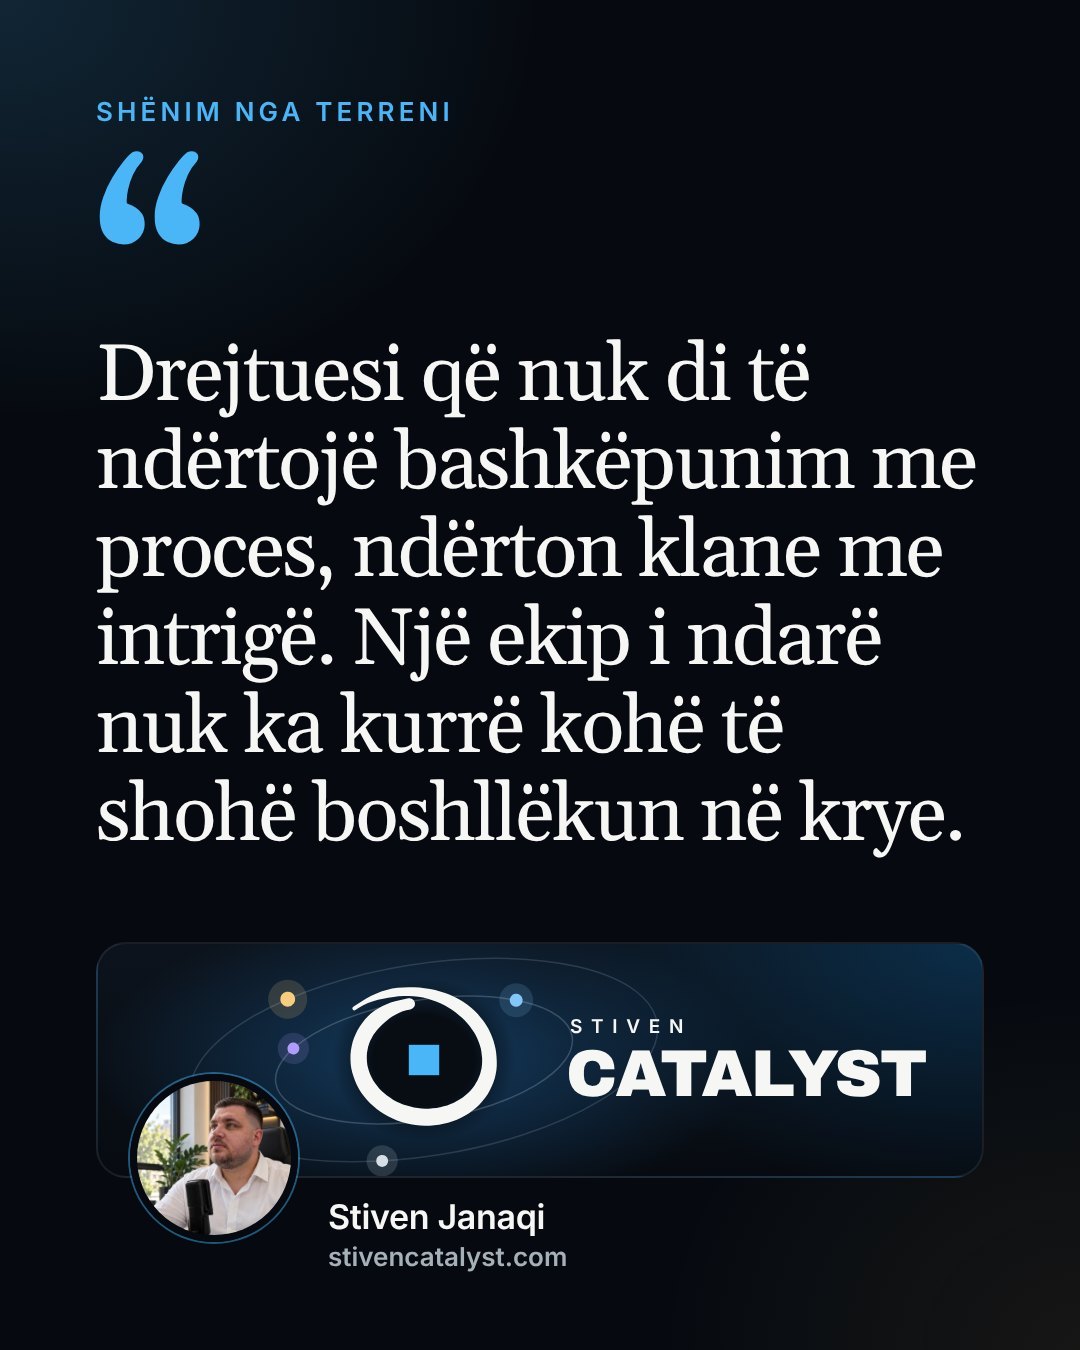 SHËNIM NGA TERRENI
“
Drejtuesi që nuk di të
ndërtojë bashkëpunim me
proces, ndërton klane me
intrigë. Një ekip i ndarë
nuk ka kurrë kohë të
shohë boshllëkun në krye.
STIVEN
CATALYST
Stiven Janaqi
stivencatalyst.com